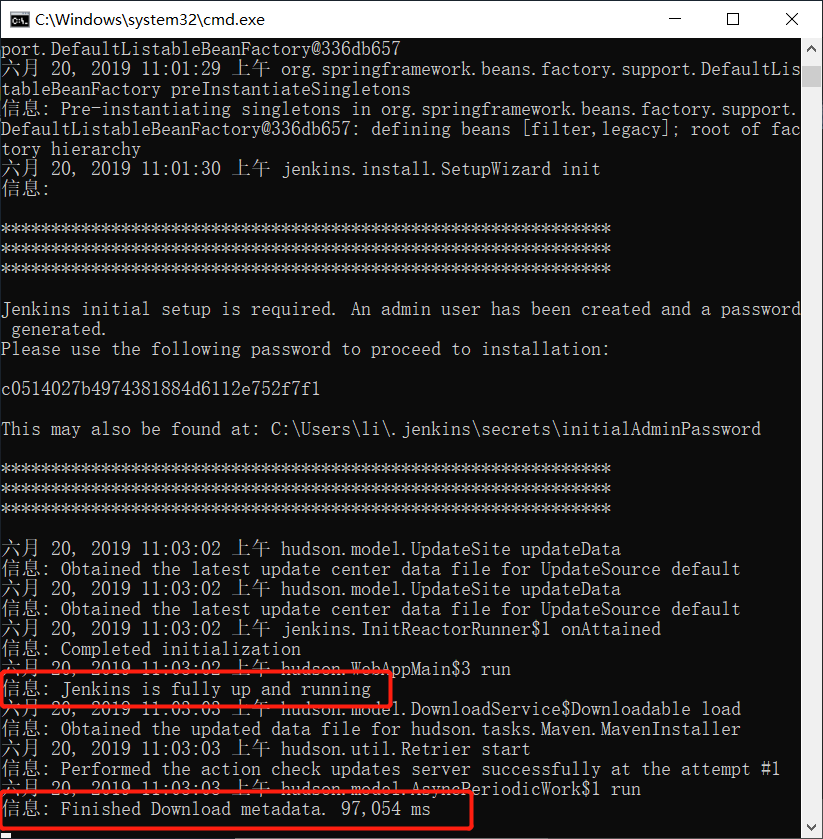 C:\Windows\system32\cmd.exe
port.DefaultListableBeanFactory@336db657
六月 20, 2019 11:01:29 上午 org.springframework.beans.factory.support.DefaultLis
tableBeanFactory preInstantiateSingletons
信息: Pre-instantiating singletons in org.springframework.beans.factory.support.
DefaultListableBeanFactory@336db657: defining beans [filter,legacy]; root of fac
tory hierarchy
六月 20, 2019 11:01:30 上午 jenkins.install.SetupWizard init
信息:
*************************************************************
*************************************************************
*************************************************************
Jenkins initial setup is required. An admin user has been created and a password
 generated.
Please use the following password to proceed to installation:
c0514027b4974381884d6112e752f7f1
This may also be found at: C:\Users\li\.jenkins\secrets\initialAdminPassword
*************************************************************
*************************************************************
*************************************************************
六月 20, 2019 11:03:02 上午 hudson.model.UpdateSite updateData
信息: Obtained the latest update center data file for UpdateSource default
六月 20, 2019 11:03:02 上午 hudson.model.UpdateSite updateData
信息: Obtained the latest update center data file for UpdateSource default
六月 20, 2019 11:03:02 上午 jenkins.InitReactorRunner$1 onAttained
信息: Completed initialization
六月 20, 2019 11:03:02 上午 hudson.WebAppMain$3 run
信息: Jenkins is fully up and running
六月 20, 2019 11:03:03 上午 hudson.model.DownloadService$Downloadable load
信息: Obtained the updated data file for hudson.tasks.Maven.MavenInstaller
六月 20, 2019 11:03:03 上午 hudson.util.Retrier start
信息: Performed the action check updates server successfully at the attempt #1
六月 20, 2019 11:03:03 上午 hudson.model.AsyncPeriodicWork$1 run
信息: Finished Download metadata. 97,054 ms